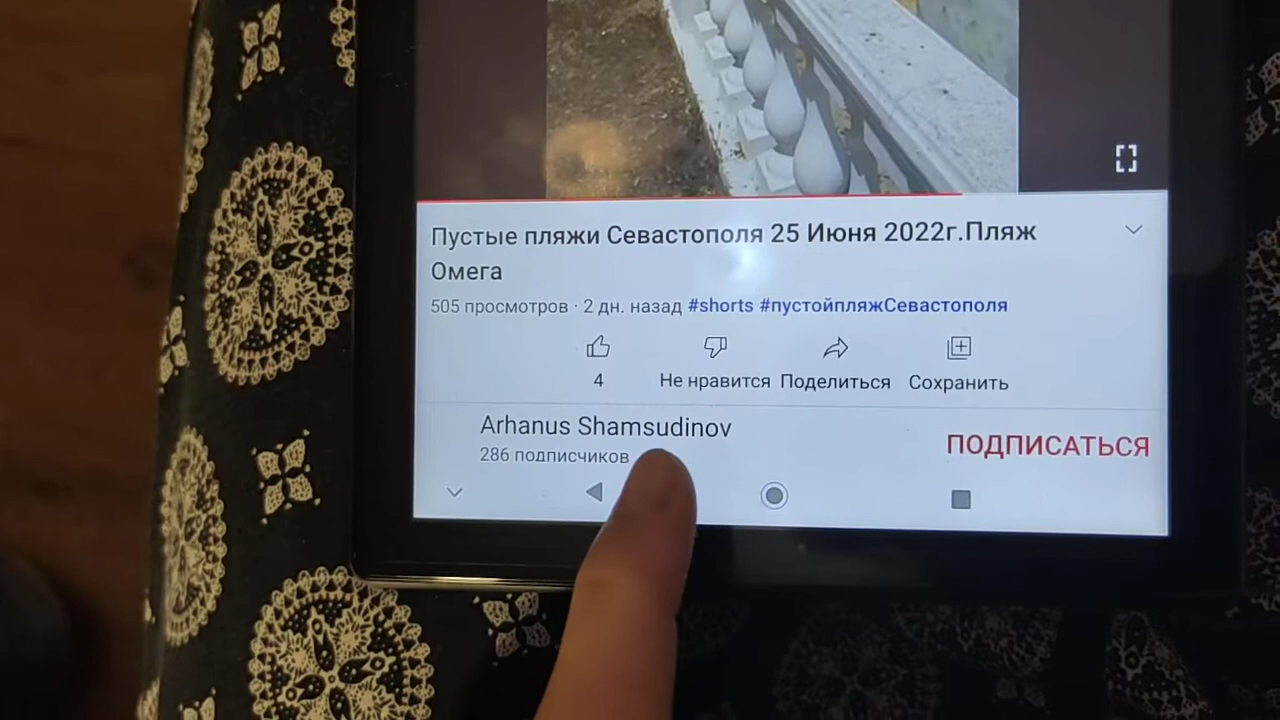 Пустые пляжи Севастополя 25 Июня 2022г.Пляж
Омега
505 просмотров · 2 дн. назад #shorts #пустойпляжСевастополя
4 Не нравится Поделиться Сохранить
Arhanus Shamsudinov
286 подписчиков
ПОДПИСАТЬСЯ